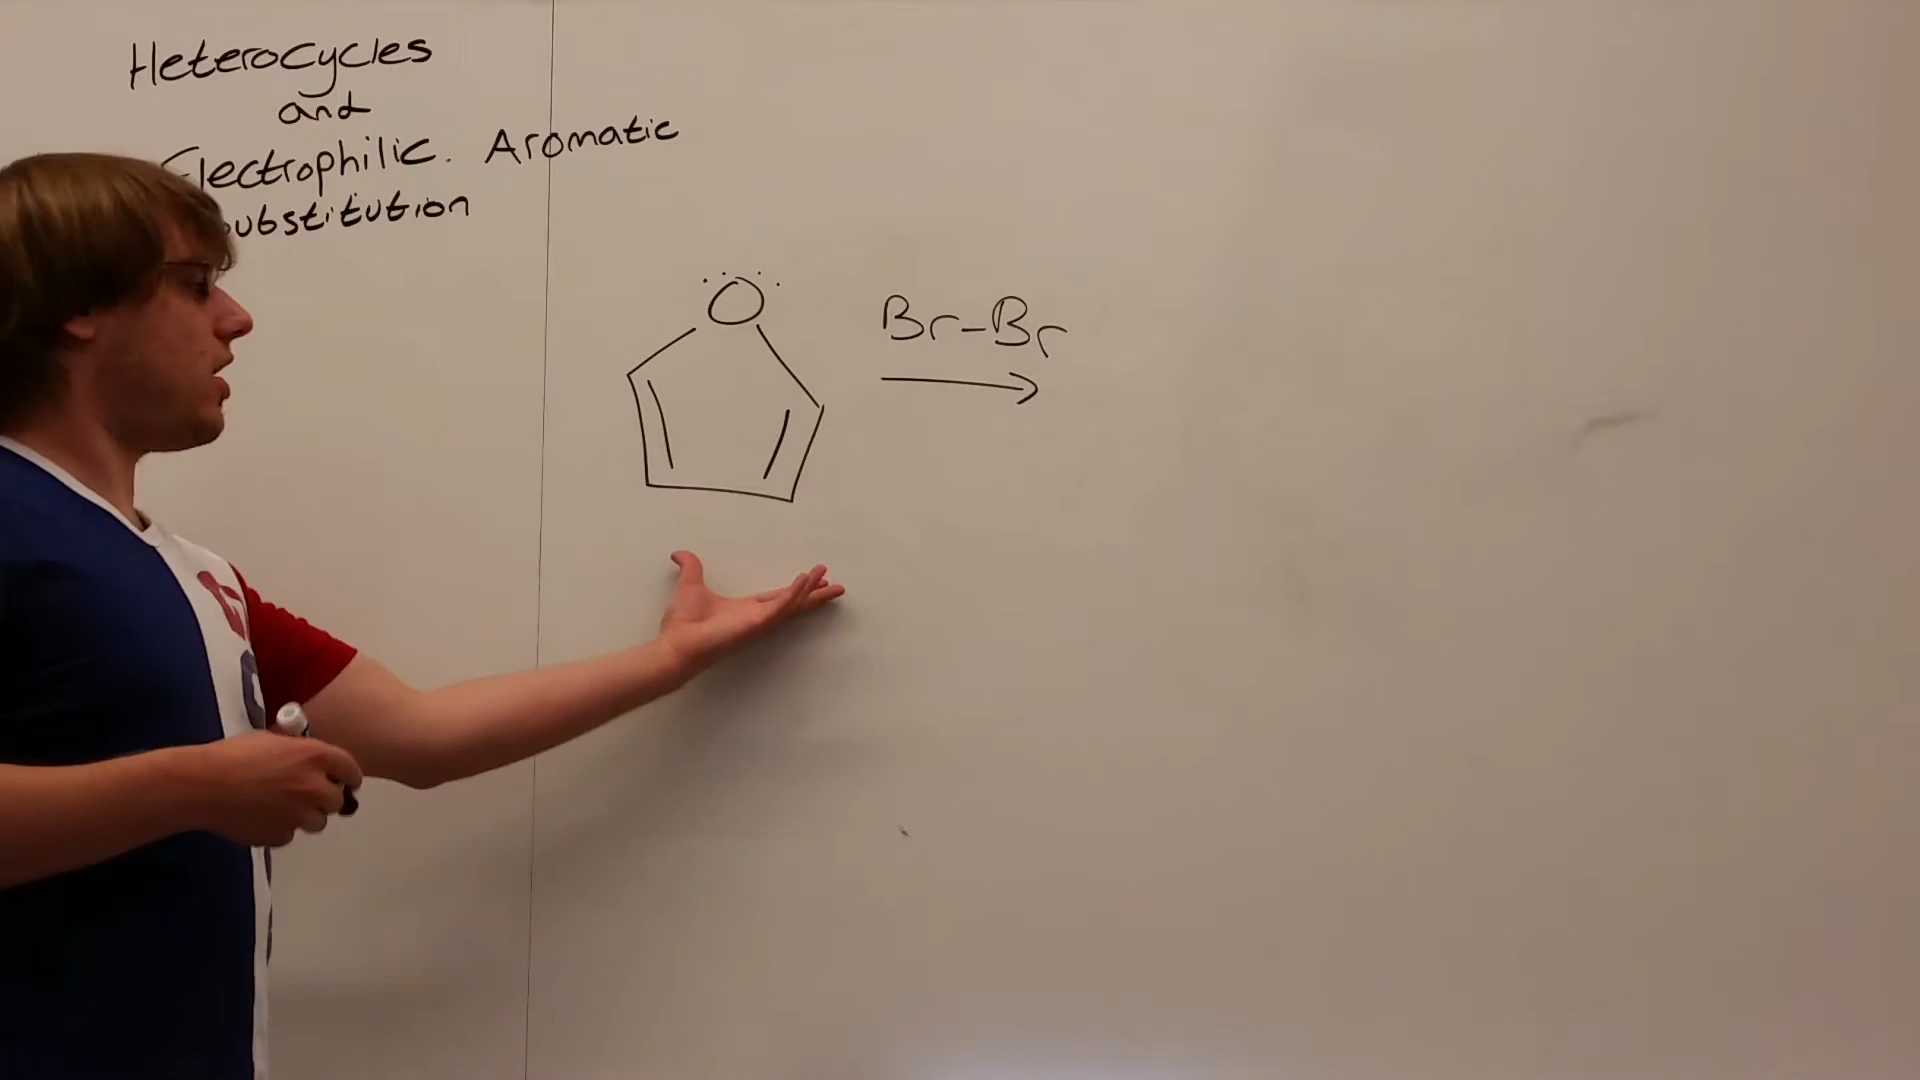 Heterocycles
and
Electrophilic. Aromatic
substitution
O
Br-Br